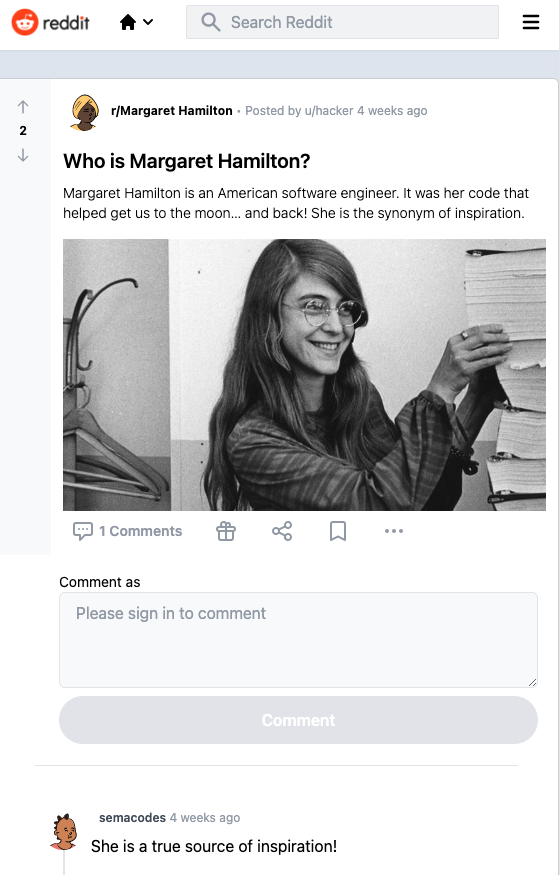 reddit
Search Reddit
2
r/Margaret Hamilton • Posted by u/hacker 4 weeks ago
Who is Margaret Hamilton?
Margaret Hamilton is an American software engineer. It was her code that
helped get us to the moon... and back! She is the synonym of inspiration.
1 Comments
Comment as
Please sign in to comment
Comment
semacodes 4 weeks ago
She is a true source of inspiration!